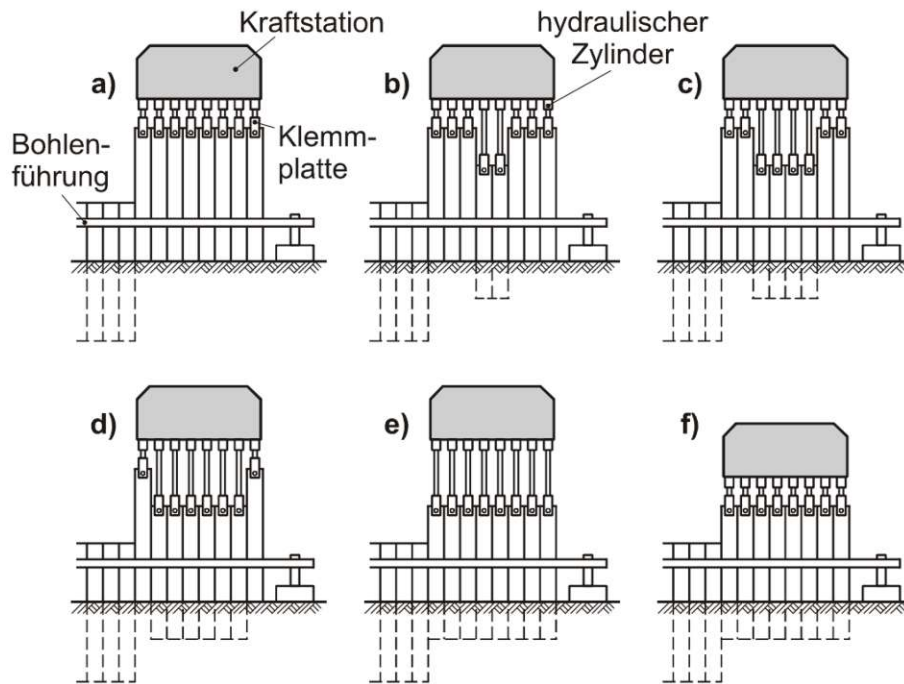 Kraftstation
hydraulischer
Zylinder
a)
b)
c)
Klemm-
platte
Bohlen-
führung
d)
e)
f)